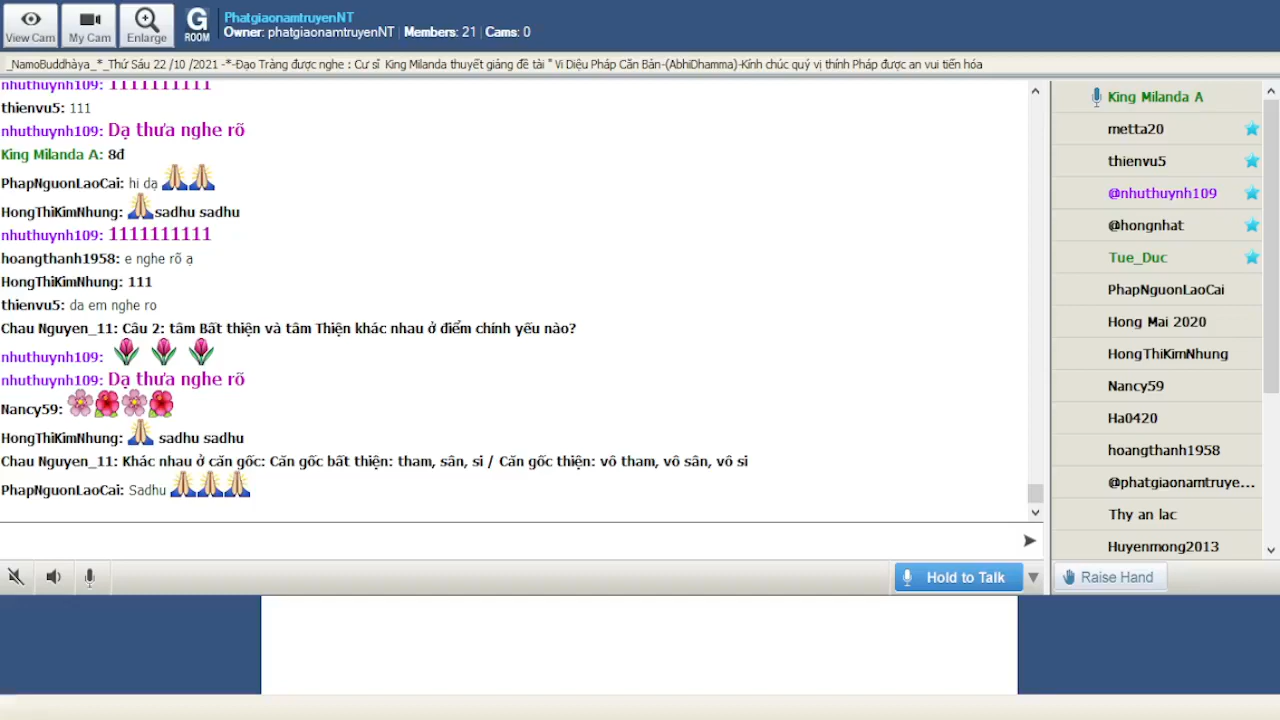 View Cam
My Cam
Enlarge
G
ROOM
PhatgiaonamtruyenNT
Owner: phatgiaonamtruyenNT | Members: 21 | Cams: 0
_NamoBuddhàya_*_Thứ Sáu 22 /10 /2021 -*-Đạo Tràng được nghe : Cư sĩ King Milanda thuyết giảng đề tài " Vi Diệu Pháp Căn Bản-(AbhiDhamma)-Kính chúc quý vị thính Pháp được an vui tiến hóa
nhuthuynh109: 1111111111
thienvu5: 111
nhuthuynh109: Dạ thưa nghe rõ
King Milanda A: 8đ
PhapNguonLaoCai: hi dạ
HongThiKimNhung: sadhu sadhu
nhuthuynh109: 1111111111
hoangthanh1958: e nghe rõ ạ
HongThiKimNhung: 111
thienvu5: da em nghe ro
Chau Nguyen_11: Câu 2: tâm Bất thiện và tâm Thiện khác nhau ở điểm chính yếu nào?
nhuthuynh109:
nhuthuynh109: Dạ thưa nghe rõ
Nancy59:
HongThiKimNhung: sadhu sadhu
Chau Nguyen_11: Khác nhau ở căn gốc: Căn gốc bất thiện: tham, sân, si / Căn gốc thiện: vô tham, vô sân, vô si
PhapNguonLaoCai: Sadhu
King Milanda A
metta20
thienvu5
@nhuthuynh109
@hongnhat
Tue_Duc
PhapNguonLaoCai
Hong Mai 2020
HongThiKimNhung
Nancy59
Ha0420
hoangthanh1958
@phatgiaonamtruye...
Thy an lac
Huyenmong2013
Hold to Talk
Raise Hand